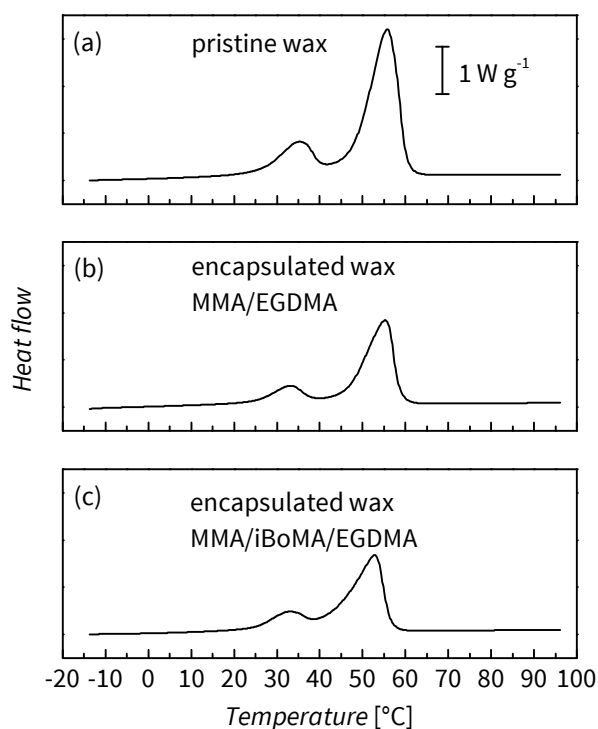 (a)
pristine wax
1 W g⁻¹
(b)
encapsulated wax
MMA/EGDMA
Heat flow
(c)
encapsulated wax
MMA/iBoMA/EGDMA
-20 -10 0 10 20 30 40 50 60 70 80 90 100
Temperature [°C]